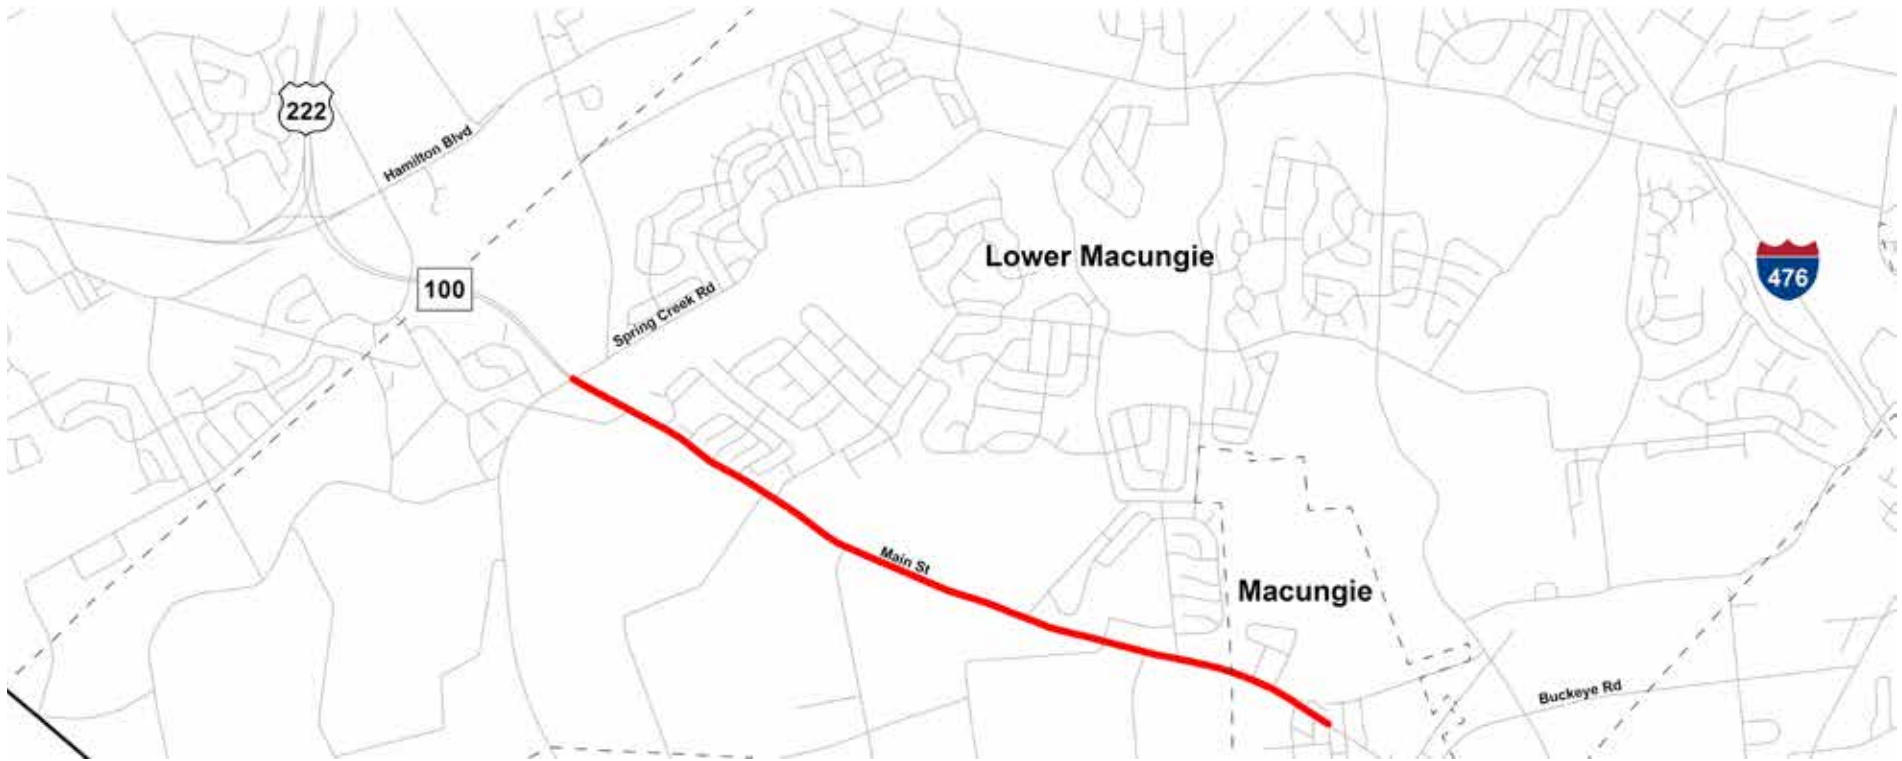 222
Hamilton Blvd
Lower Macungie
476
100
Spring Creek Rd
Main St
Macungie
Buckeye Rd